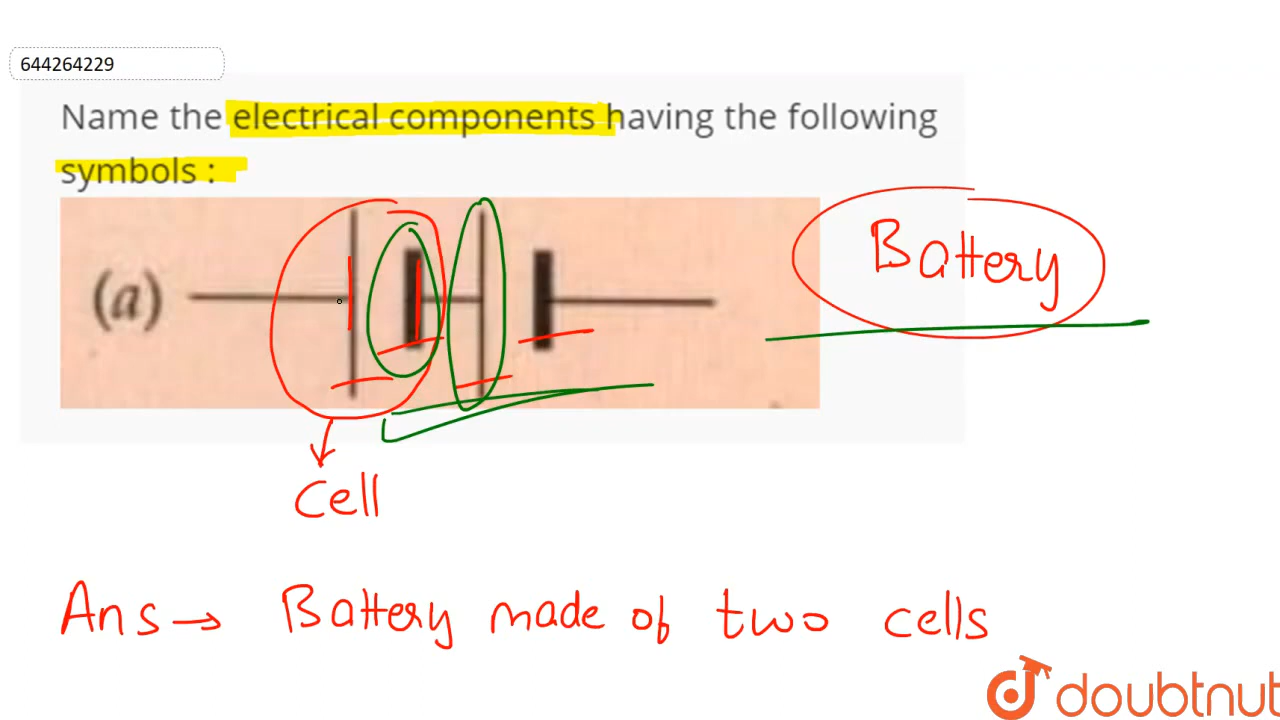 644264229
Name the electrical components having the following
symbols :
(a)
Battery
Cell
Ans → Battery made of two cells
doubtnut